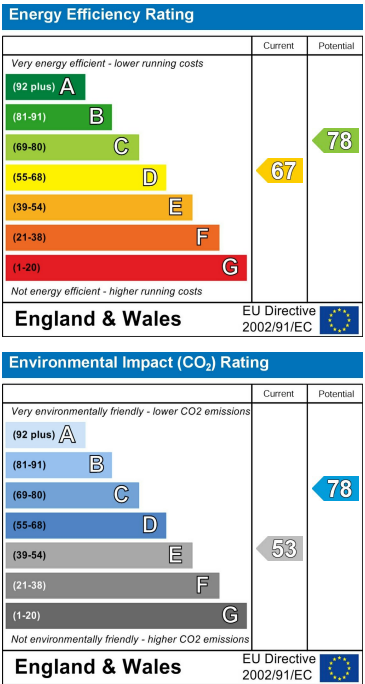 Energy Efficiency Rating
Current Potential
Very energy efficient - lower running costs
(92 plus) A
(81-91) B
(69-80) C
(55-68) D
(39-54) E
(21-38) F
(1-20) G
67
78
Not energy efficient - higher running costs
England & Wales
EU Directive
2002/91/EC
Environmental Impact (CO₂) Rating
Current Potential
Very environmentally friendly - lower CO2 emissions
(92 plus) A
(81-91) B
(69-80) C
(55-68) D
(39-54) E
(21-38) F
(1-20) G
53
78
Not environmentally friendly - higher CO2 emissions
England & Wales
EU Directive
2002/91/EC